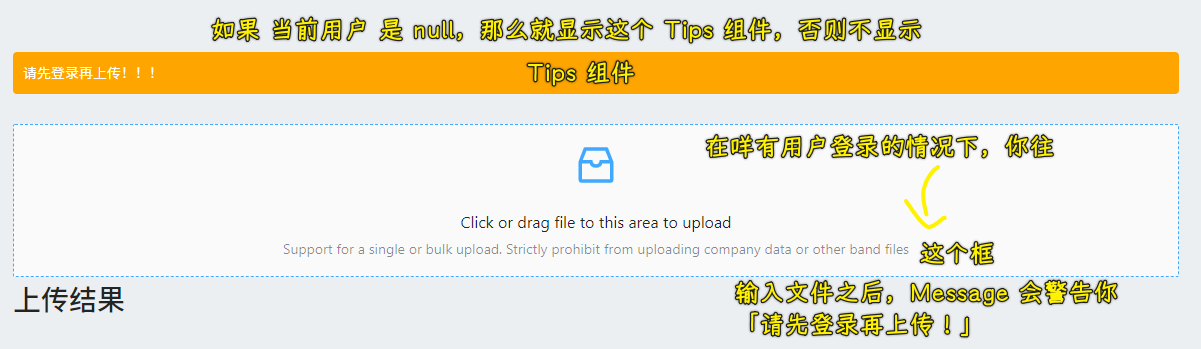 如果 当前用户 是 null，那么就显示这个 Tips 组件，否则不显示
请先登录再上传！！！
Tips 组件
在咩有用户登录的情况下，你往
Click or drag file to this area to upload
Support for a single or bulk upload. Strictly prohibit from uploading company data or other band files
这个框
输入文件之后，Message 会警告你
「请先登录再上传！」
上传结果